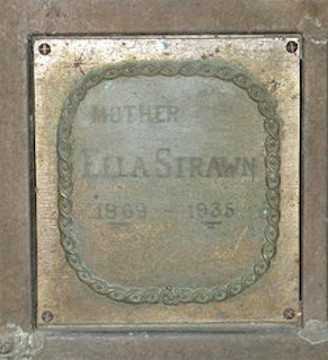 MOTHER
ELLA STRAWN
1869 - 1935